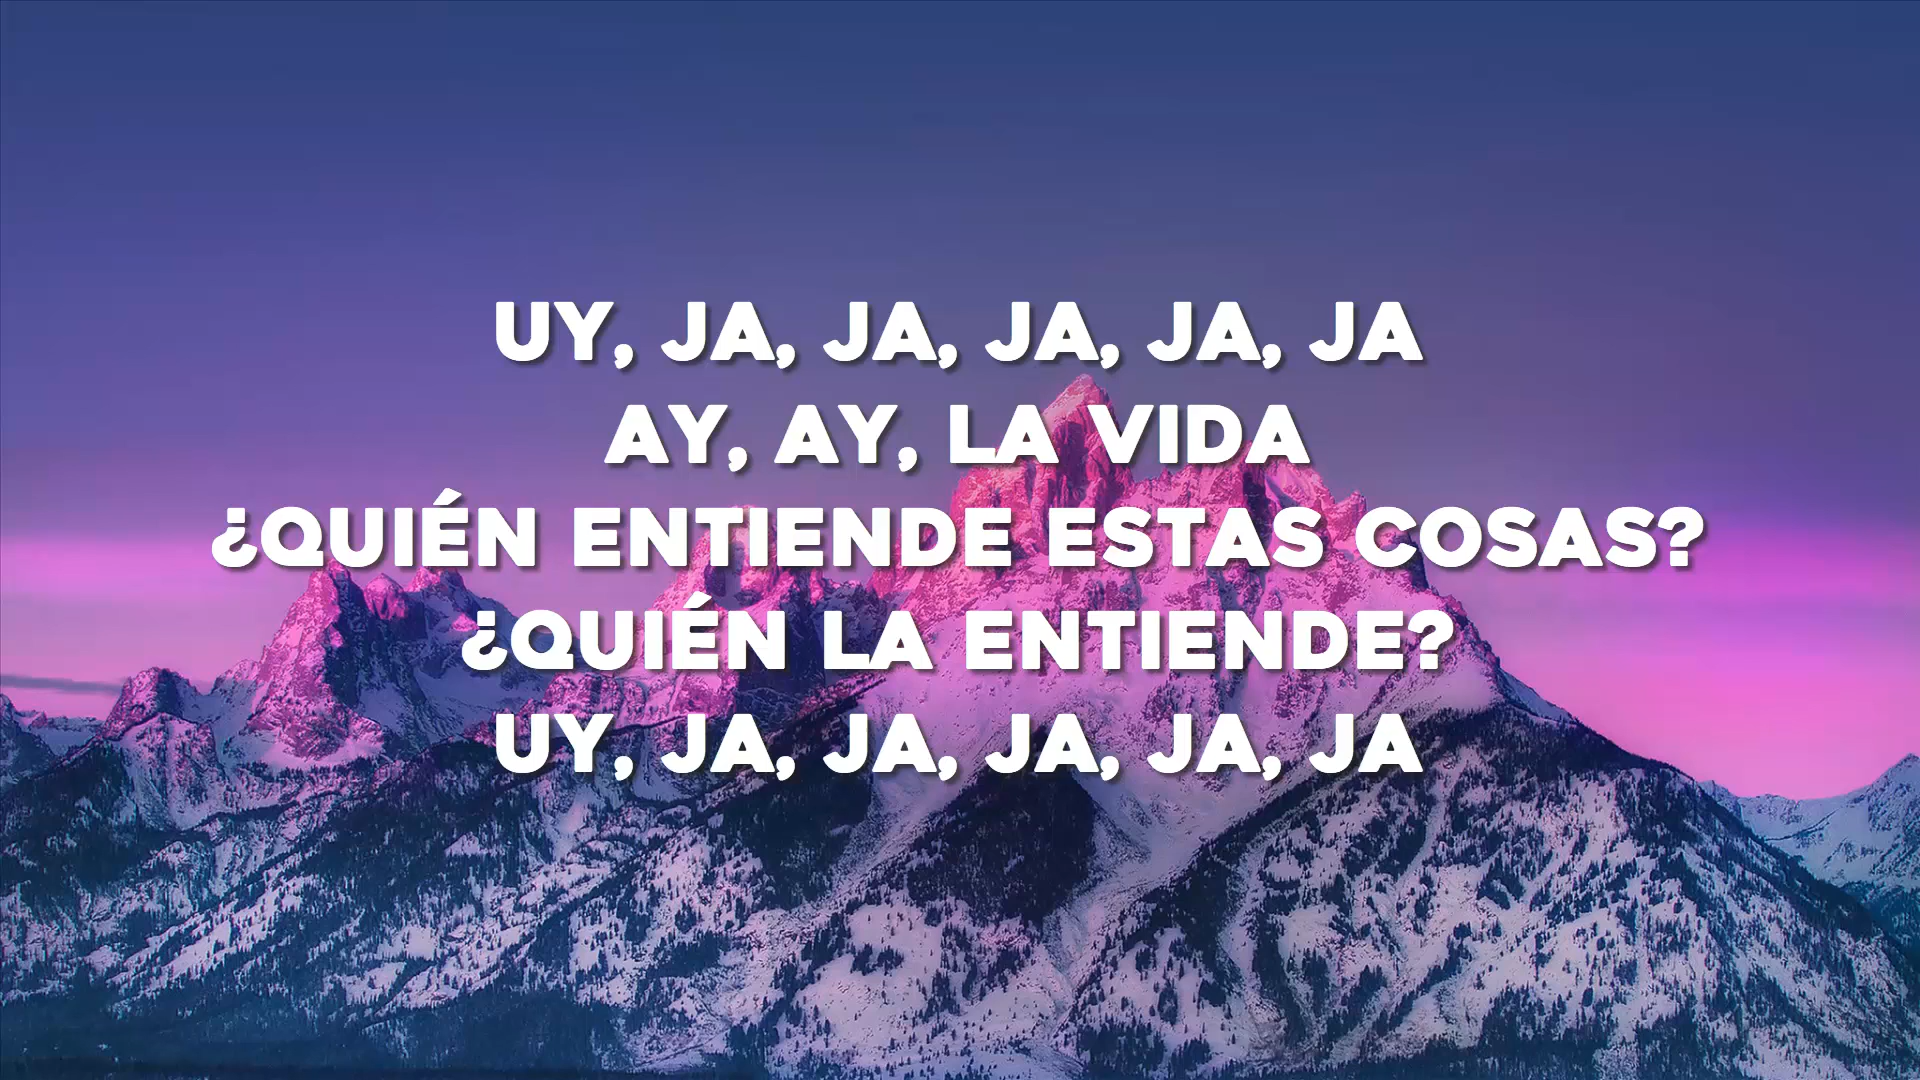 UY, JA, JA, JA, JA, JA
AY, AY, LA VIDA
¿QUIÉN ENTIENDE ESTAS COSAS?
¿QUIÉN LA ENTIENDE?
UY, JA, JA, JA, JA, JA